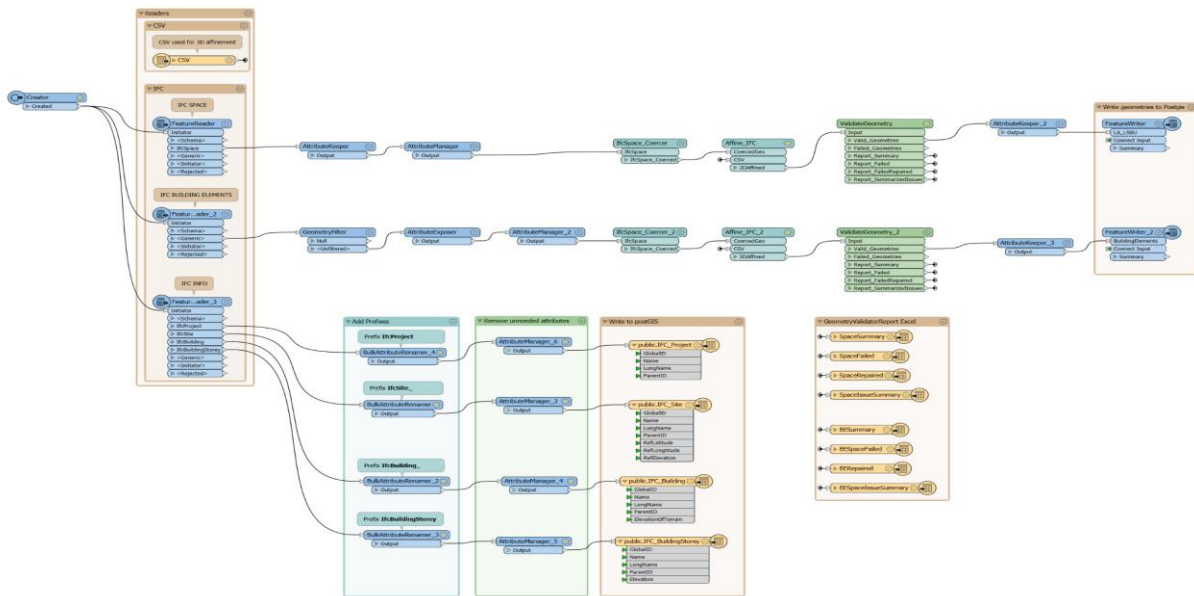 Readers
CSV
CSV used for 3D affinement
CSV
IFC
IFC SPACE
Creator
Created
FeatureReader
Initiator
<Schema>
IfcSpace
<Generic>
<Initiator>
<Rejected>
AttributeKeeper
Output
AttributeManager
Output
IfcSpace_Coercer
IfcSpace
IfcSpace_Coerced
Affine_IFC
CoercedGeo
CSV
3DAffined
ValidateGeometry
Input
Valid_Geometries
Failed_Geometries
Report_Summary
Report_Failed
Report_FailedRepaired
Report_SummarizedIssues
AttributeKeeper_2
Output
Write geometries to Postgis
FeatureWriter
LA_LSBU
Connect Input
Summary
IFC BUILDING ELEMENTS
Featur...ader_2
Initiator
<Schema>
<Generic>
<Initiator>
<Rejected>
GeometryFilter
Null
<Unfiltered>
AttributeExposer
Output
AttributeManager_2
Output
IfcSpace_Coercer_2
IfcSpace
IfcSpace_Coerced
Affine_IFC_2
CoercedGeo
CSV
3DAffined
ValidateGeometry_2
Input
Valid_Geometries
Failed_Geometries
Report_Summary
Report_Failed
Report_FailedRepaired
Report_SummarizedIssues
AttributeKeeper_3
Output
FeatureWriter_2
BuildingElements
Connect Input
Summary
IFC INFO
Featur...ader_3
Initiator
<Schema>
IfcProject
IfcSite
IfcBuilding
IfcBuildingStorey
<Generic>
<Initiator>
<Rejected>
Add Prefixes
Prefix IfcProject
BulkAttributeRenamer_4
Output
Prefix IfcSite_
BulkAttributeRenamer
Output
Prefix IfcBuilding_
BulkAttributeRenamer_2
Output
Prefix IfcBuildingStorey
BulkAttributeRenamer_3
Output
Remove unneeded attributes
AttributeManager_6
Output
AttributeManager_3
Output
AttributeManager_4
Output
AttributeManager_5
Output
Write to postGIS
public.IFC_Project
GlobalID
Name
LongName
ParentID
public.IFC_Site
GlobalID
Name
LongName
ParentID
RefLatitude
RefLongitude
RefElevation
public.IFC_Building
GlobalID
Name
LongName
ParentID
ElevationOfTerrain
public.IFC_BuildingStorey
GlobalID
Name
LongName
ParentID
Elevation
GeometryValidatorReport Excel
SpaceSummary
SpaceFailed
SpaceRepaired
SpaceIssueSummary
BESummary
BESpaceFailed
BERepaired
BESpaceIssueSummary